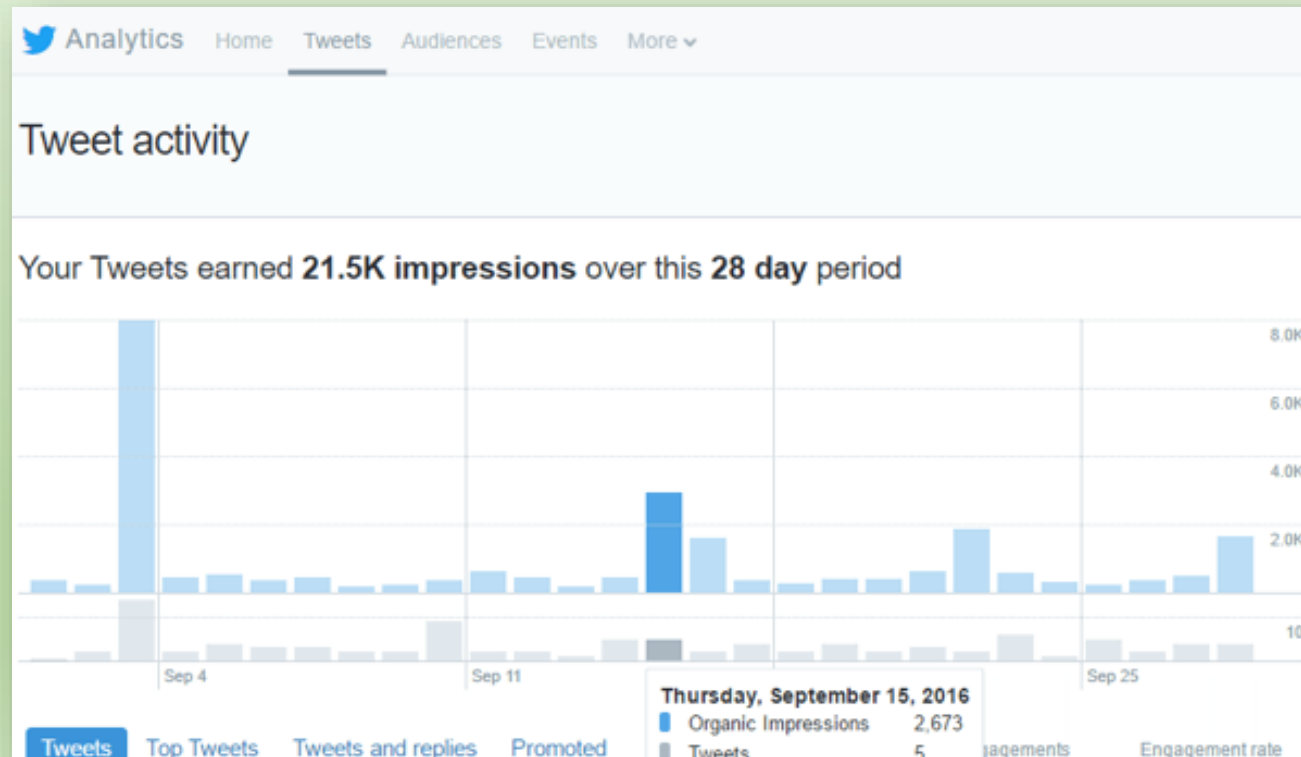 Analytics Home Tweets Audiences Events More
Tweet activity
Your Tweets earned 21.5K impressions over this 28 day period
8.0K
6.0K
4.0K
2.0K
10
Sep 4 Sep 11 Sep 25
Thursday, September 15, 2016
Organic Impressions 2,673
Tweets 5
Tweets Top Tweets Tweets and replies Promoted Engagement rate